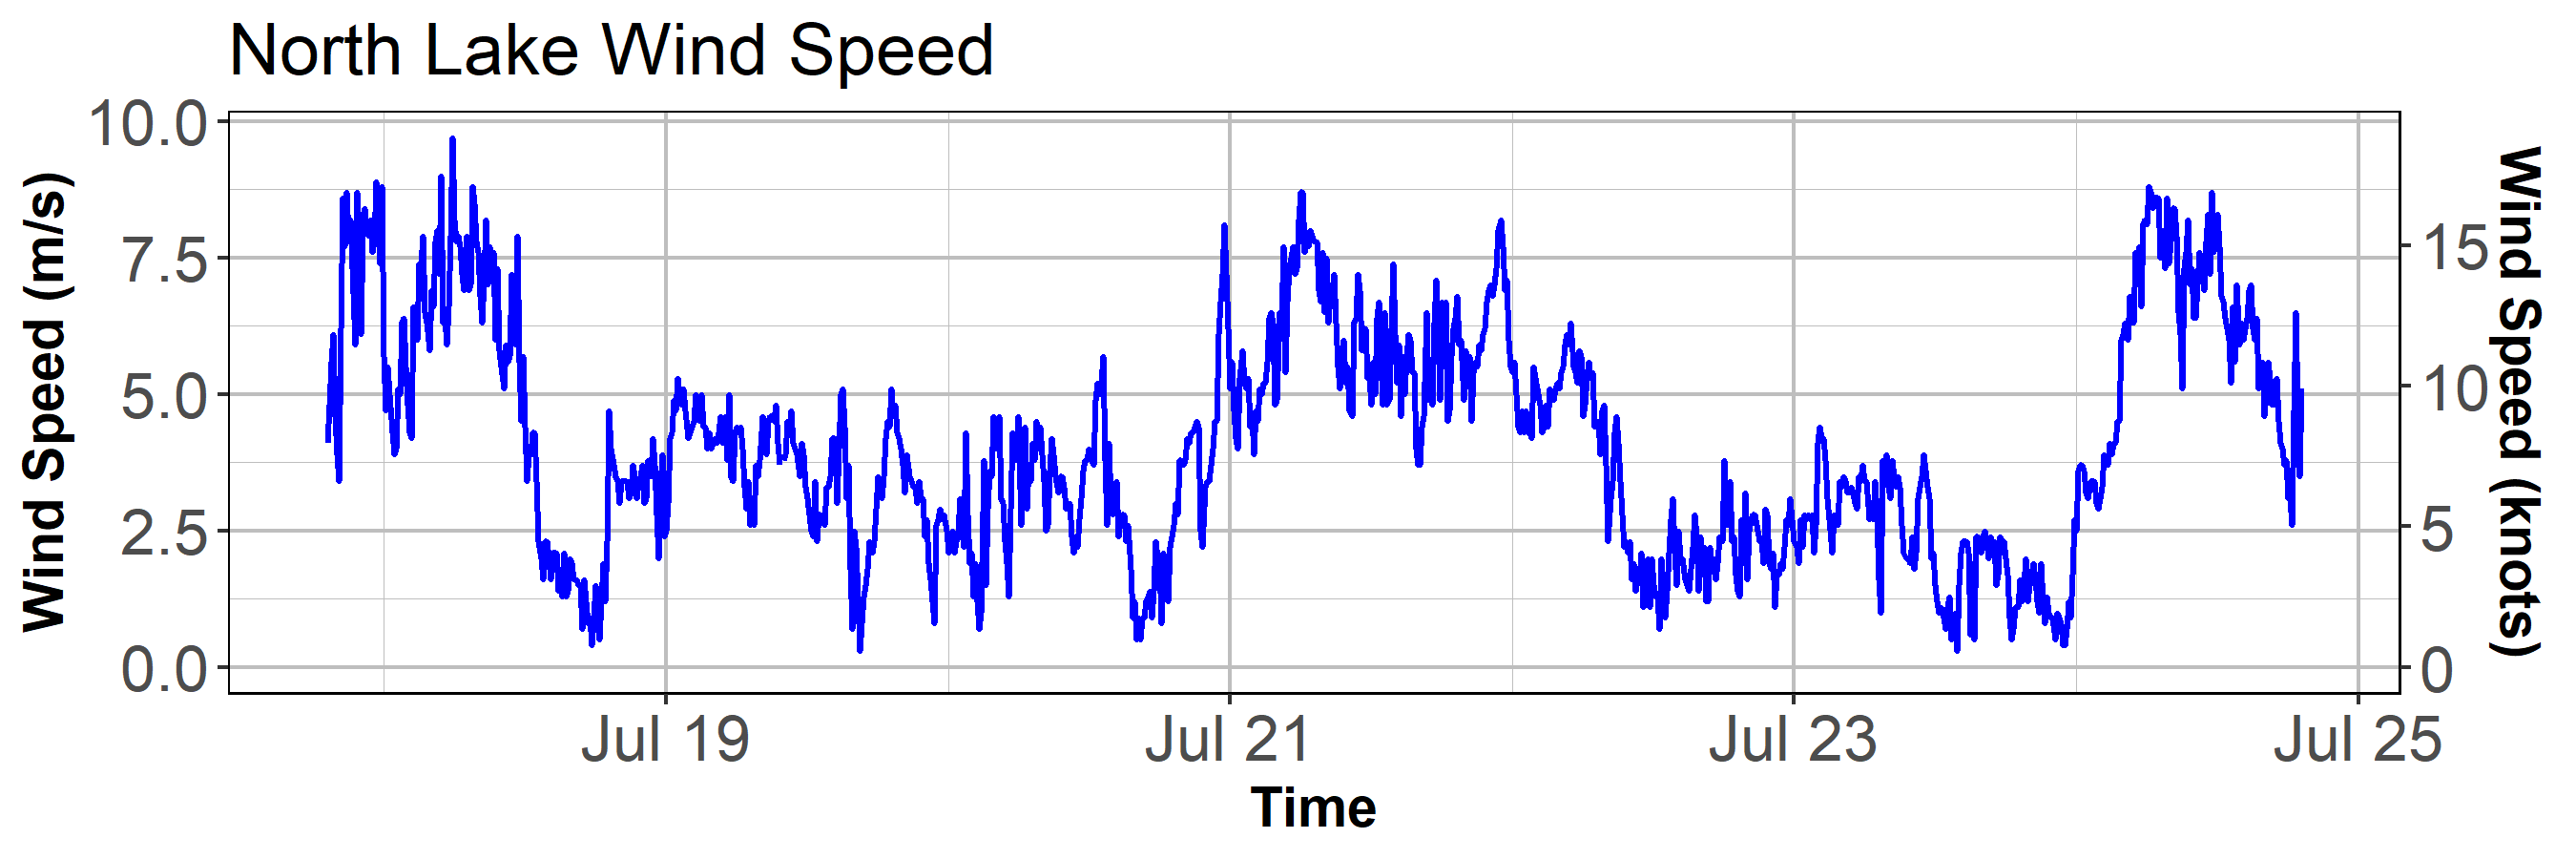 North Lake Wind Speed
Wind Speed (m/s)
10.0
7.5
5.0
2.5
0.0
Wind Speed (knots)
15
10
5
0
Jul 19
Jul 21
Jul 23
Jul 25
Time